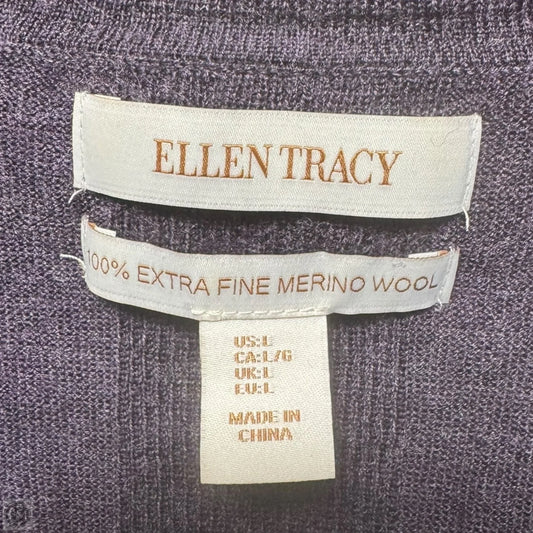 ELLEN TRACY
100% EXTRA FINE MERINO WOOL
US:L
CA:L/G
UK:L
EU:L
MADE IN
CHINA